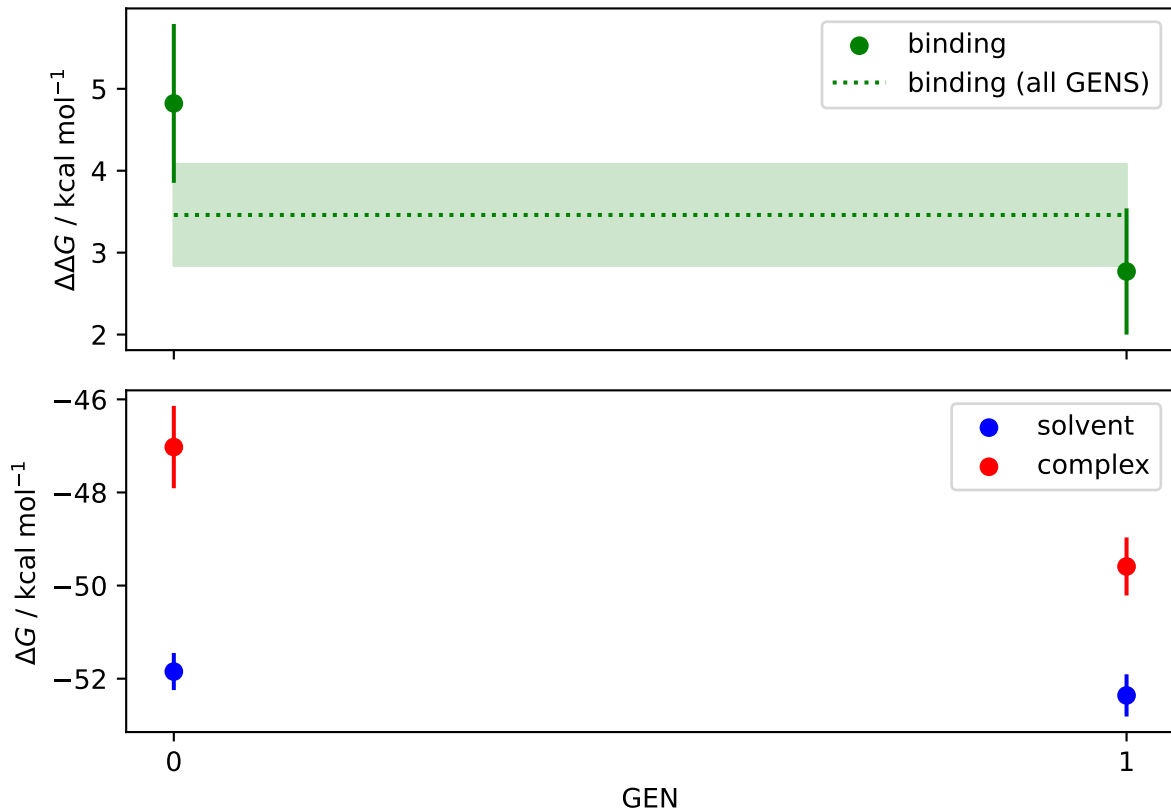 ΔΔG / kcal mol⁻¹
5
4
3
2
binding
binding (all GENS)
ΔG / kcal mol⁻¹
−46
−48
−50
−52
solvent
complex
0
1
GEN